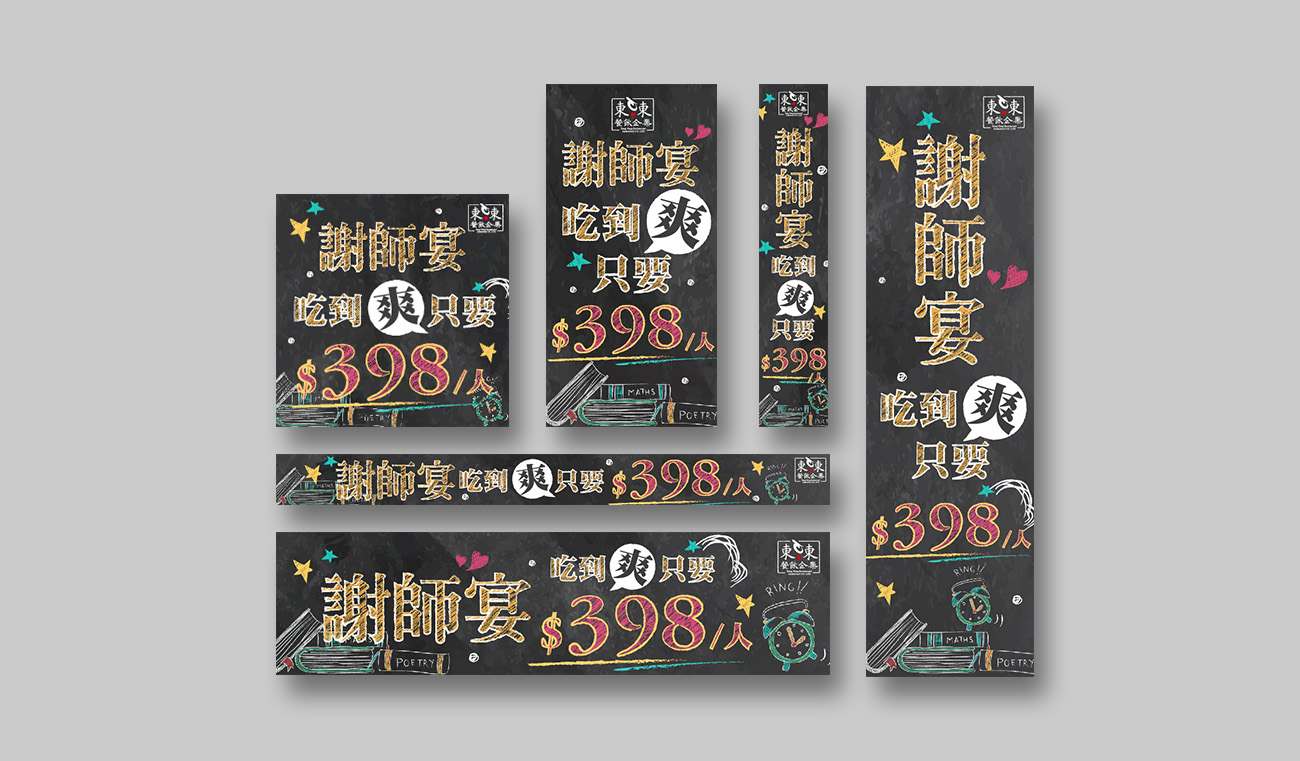 東東
餐飲企業
謝師宴
吃到爽只要
$398/人
POETRY
東東
餐飲企業
謝師宴
吃到爽
只要
$398/人
MATHS
POETRY
東東
餐飲企業
謝師宴
吃到
爽
只要
$398
/人
MATHS
東東
餐飲企業
謝師宴
吃到爽
只要
$398/人
RING!!
MATHS
POETRY
謝師宴吃到爽只要$398/人
MATHS
RING!!
東東
餐飲企業
謝師宴
吃到爽只要
$398/人
POETRY
RING!!
東東
餐飲企業